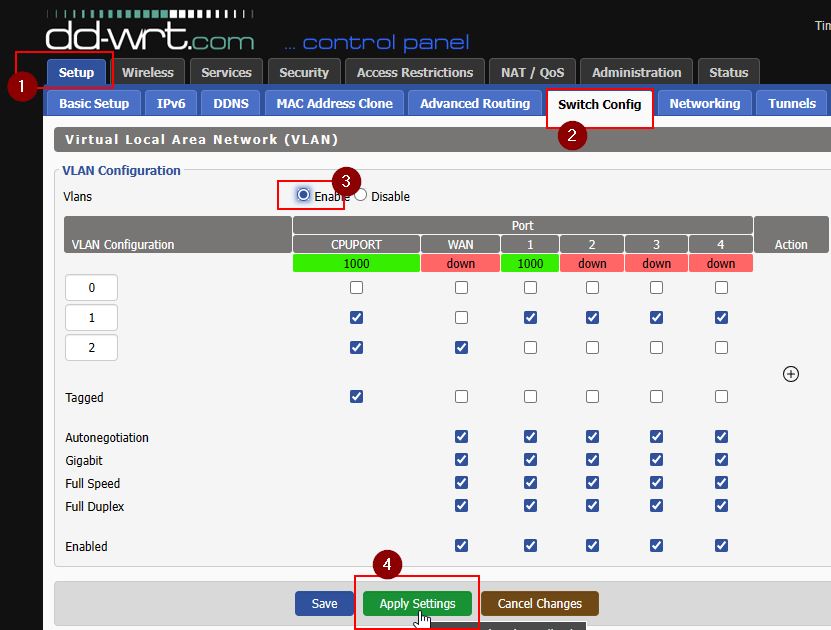 dd-wrt.com ... control panel
Tim
Setup Wireless Services Security Access Restrictions NAT / QoS Administration Status
1
Basic Setup IPv6 DDNS MAC Address Clone Advanced Routing Switch Config Networking Tunnels
2
Virtual Local Area Network (VLAN)
VLAN Configuration
3
Vlans Enable Disable
Port
VLAN Configuration CPUPORT WAN 1 2 3 4 Action
1000 down 1000 down down down
0
1
2
Tagged
Autonegotiation
Gigabit
Full Speed
Full Duplex
Enabled
4
Save Apply Settings Cancel Changes